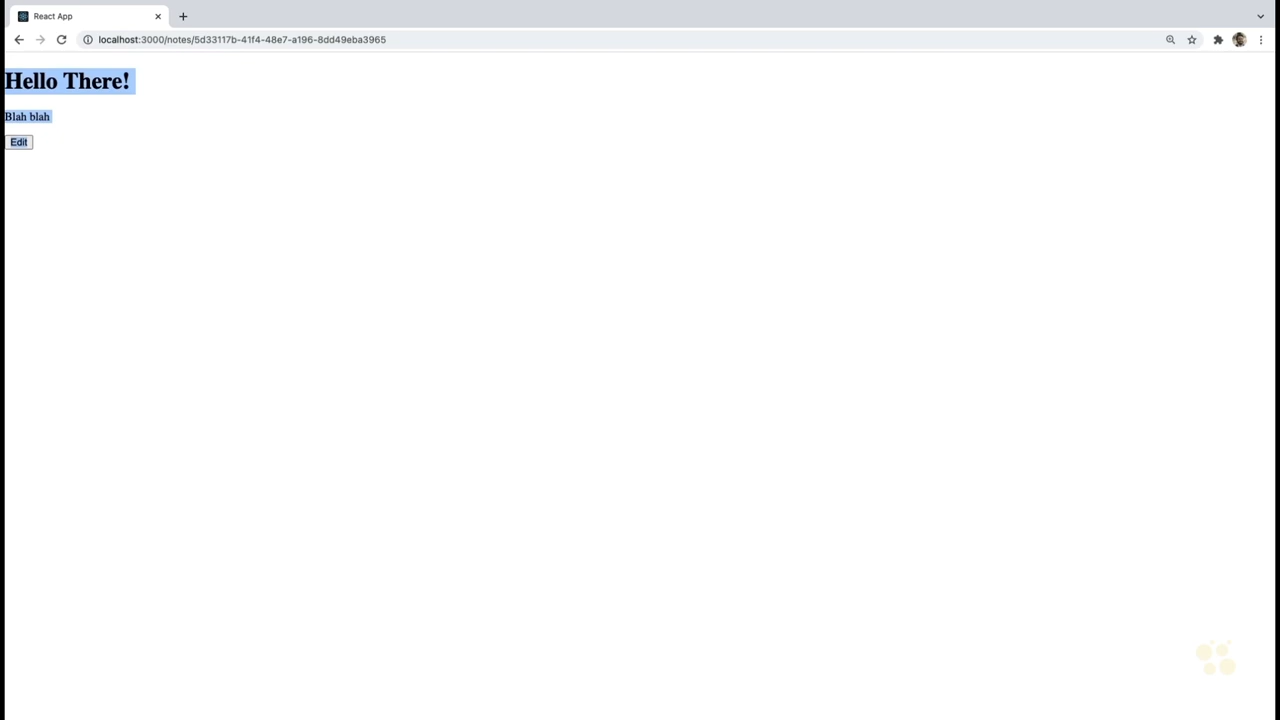 React App
localhost:3000/notes/5d33117b-41f4-48e7-a196-8dd49eba3965
Hello There!
Blah blah
Edit